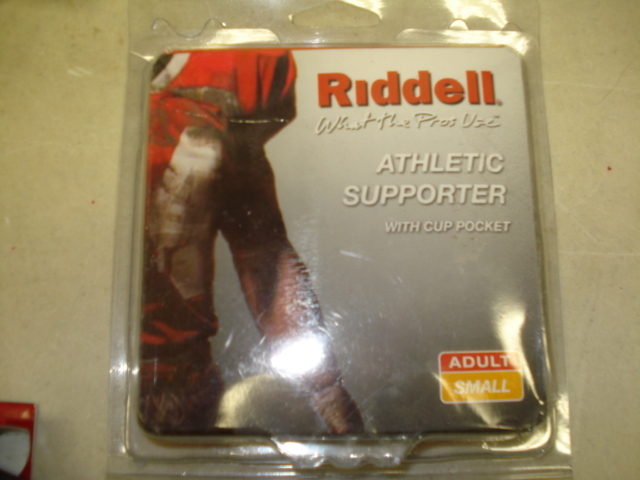 Riddell
What The Pros Use
ATHLETIC
SUPPORTER
WITH CUP POCKET
ADULT
SMALL